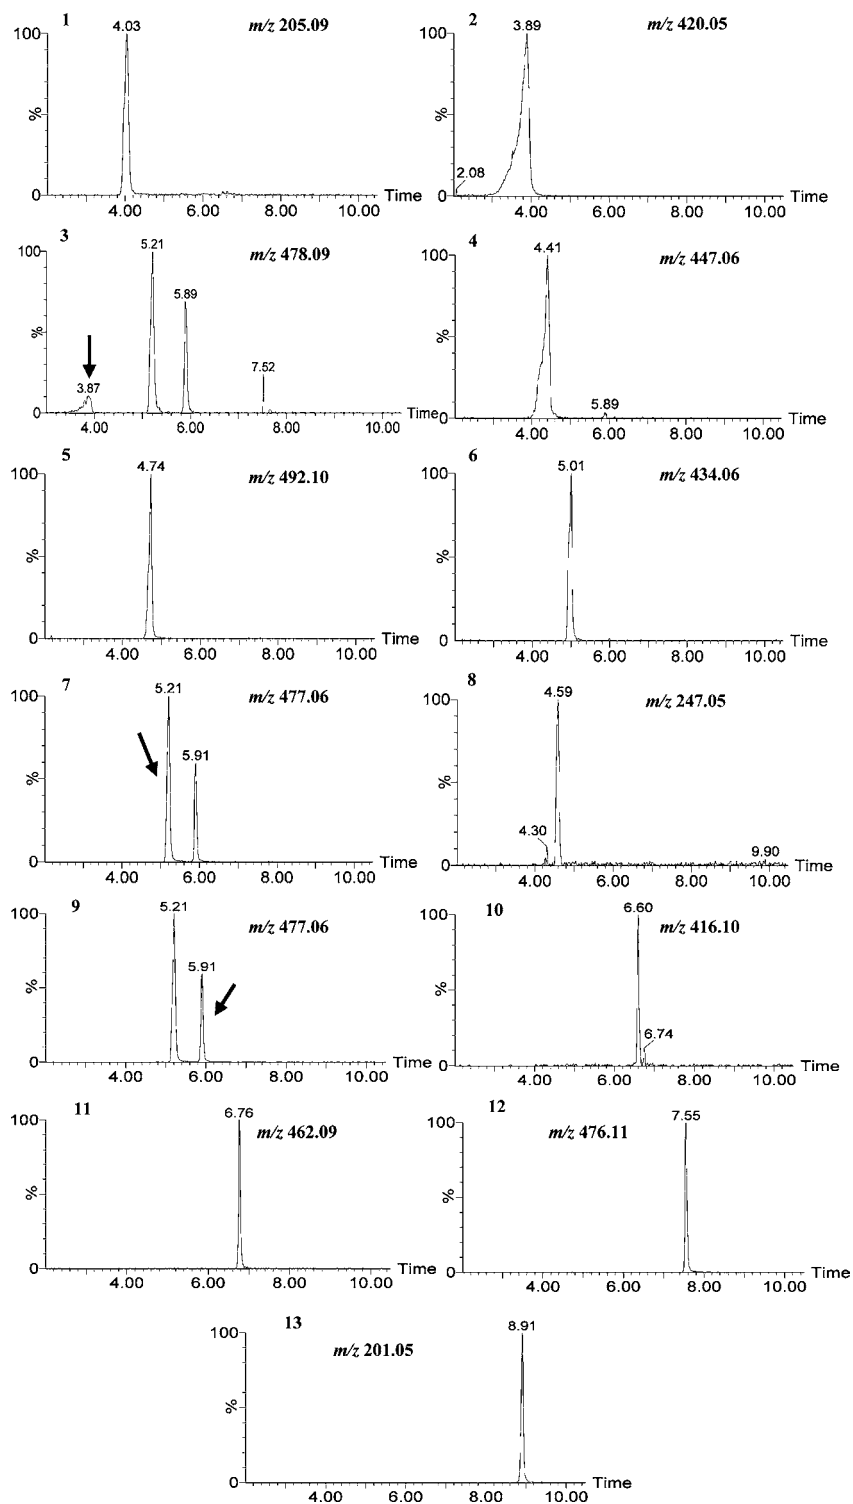 1
4.03
m/z 205.09
100
%
0
4.00 6.00 8.00 10.00 Time
2
3.89
m/z 420.05
100
%
2.08
0
4.00 6.00 8.00 10.00 Time
3
5.21
m/z 478.09
100
5.89
%
7.52
3.87
0
4.00 6.00 8.00 10.00 Time
4
4.41
m/z 447.06
100
%
5.89
0
4.00 6.00 8.00 10.00 Time
5
4.74
m/z 492.10
100
%
0
4.00 6.00 8.00 10.00 Time
6
5.01
m/z 434.06
100
%
0
4.00 6.00 8.00 10.00 Time
7
5.21
m/z 477.06
100
5.91
%
0
4.00 6.00 8.00 10.00 Time
8
4.59
m/z 247.05
100
%
4.30
9.90
0
4.00 6.00 8.00 10.00 Time
9
5.21
m/z 477.06
100
5.91
%
0
4.00 6.00 8.00 10.00 Time
10
6.60
m/z 416.10
100
%
6.74
0
4.00 6.00 8.00 10.00 Time
11
6.76
m/z 462.09
100
%
0
4.00 6.00 8.00 10.00 Time
12
7.55
m/z 476.11
100
%
0
4.00 6.00 8.00 10.00 Time
13
8.91
m/z 201.05
100
%
0
4.00 6.00 8.00 10.00 Time